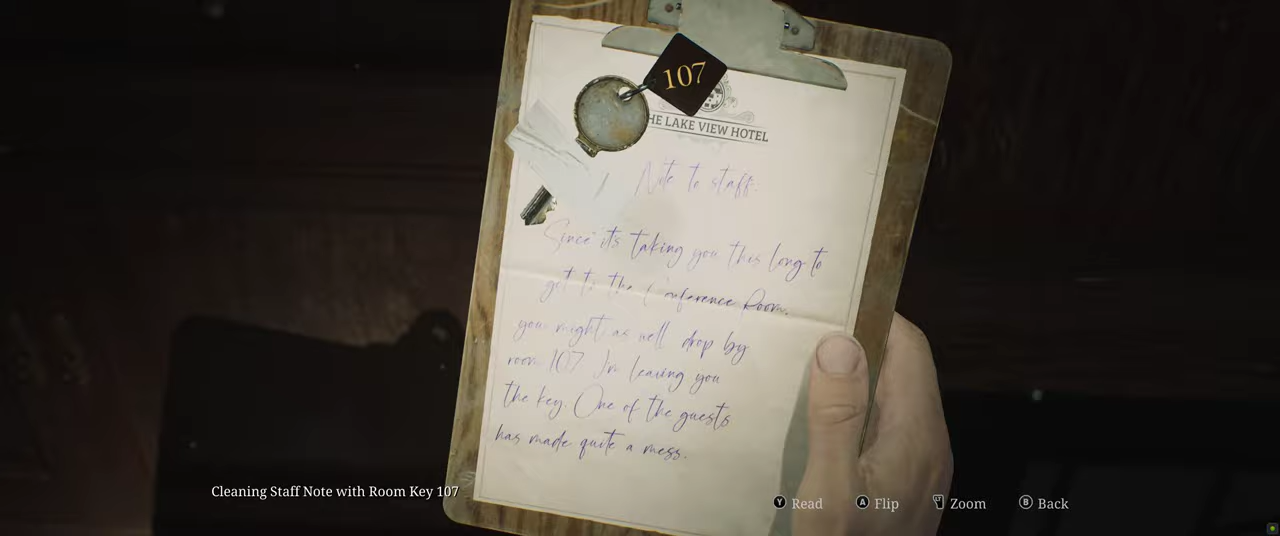 107
HE LAKE VIEW HOTEL
Note to staff:
Since it's taking you this long to
get to the Conference Room,
you might as well drop by
room 107. I'm leaving you
the key. One of the guests
has made quite a mess.
Cleaning Staff Note with Room Key 107
Y Read A Flip LT Zoom B Back